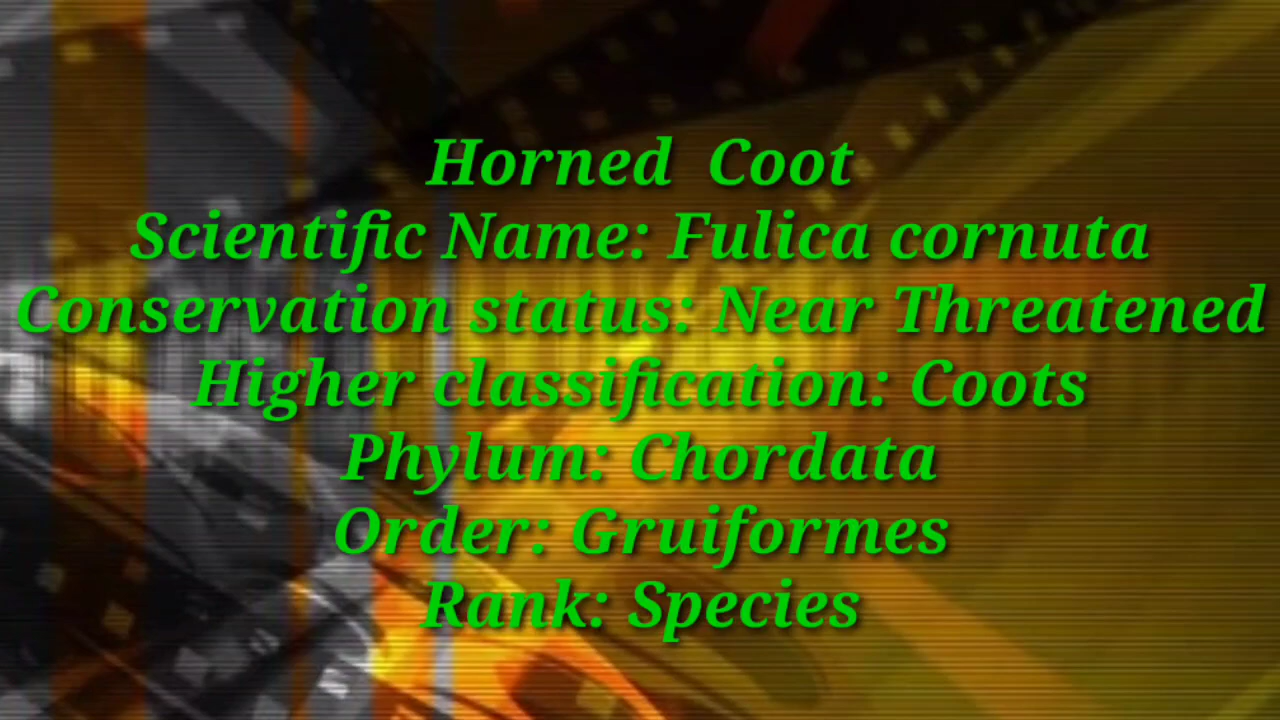 Horned Coot
Scientific Name: Fulica cornuta
Conservation status: Near Threatened
Higher classification: Coots
Phylum: Chordata
Order: Gruiformes
Rank: Species